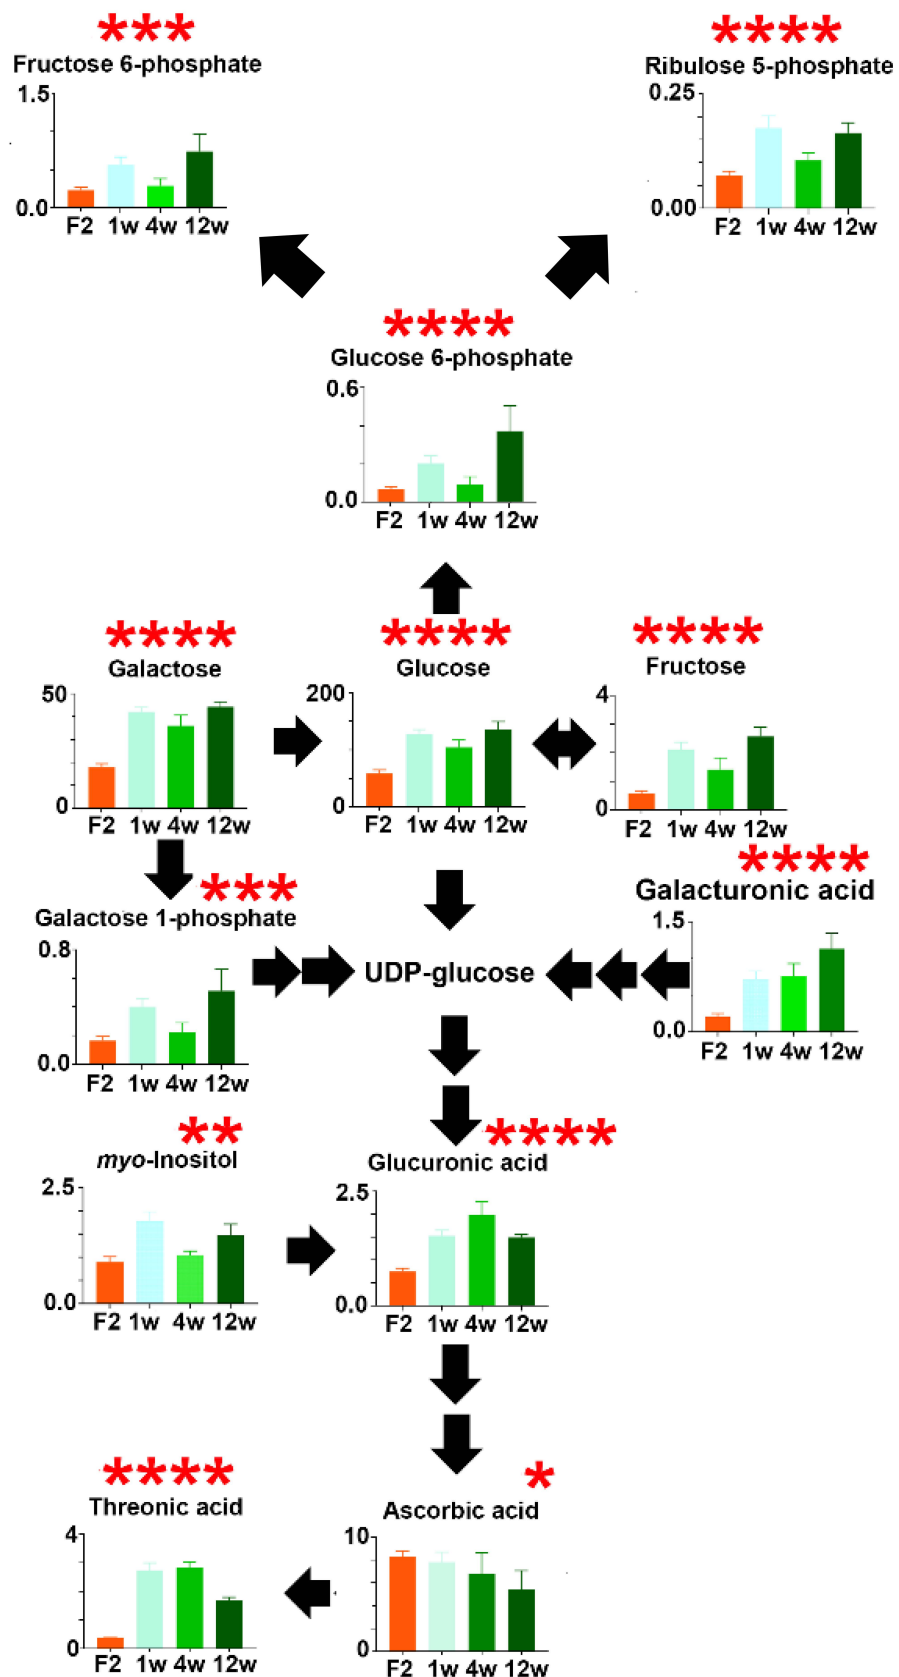 **** 
Fructose 6-phosphate
1.5
0.0
F2 1w 4w 12w
****
Ribulose 5-phosphate
0.25
0.00
F2 1w 4w 12w
****
Glucose 6-phosphate
0.6
0.0
F2 1w 4w 12w
****
Galactose
50
0
F2 1w 4w 12w
****
Glucose
200
0
F2 1w 4w 12w
****
Fructose
4
0
F2 1w 4w 12w
***
Galactose 1-phosphate
0.8
0.0
F2 1w 4w 12w
UDP-glucose
****
Galacturonic acid
1.5
0.0
F2 1w 4w 12w
**
myo-Inositol
2.5
0.0
F2 1w 4w 12w
****
Glucuronic acid
2.5
0.0
F2 1w 4w 12w
****
Threonic acid
4
0
F2 1w 4w 12w
*
Ascorbic acid
10
0
F2 1w 4w 12w